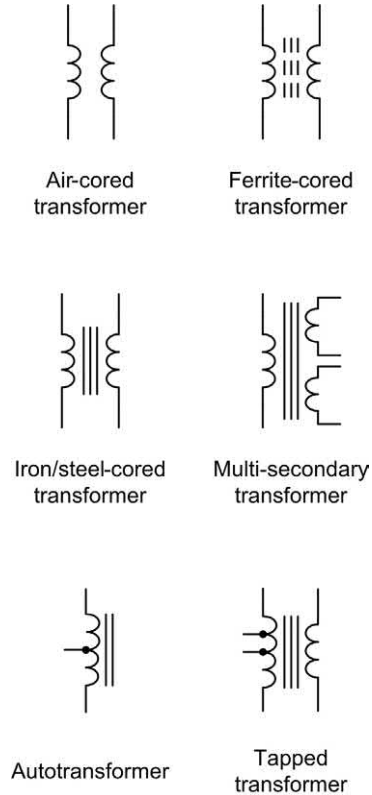 Air-cored
transformer
Ferrite-cored
transformer
Iron/steel-cored
transformer
Multi-secondary
transformer
Autotransformer
Tapped
transformer